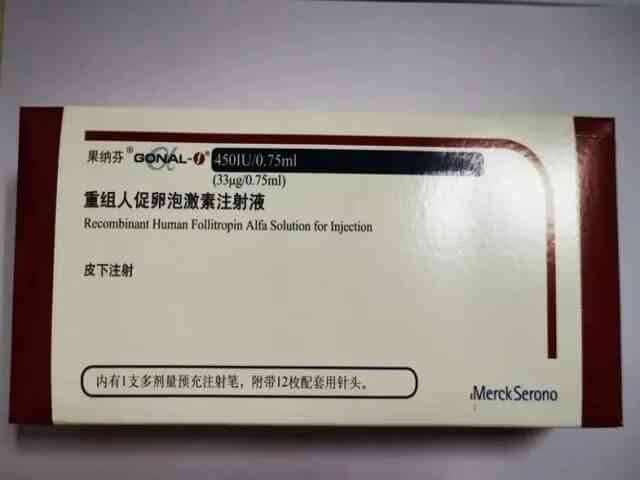 果纳芬® GONAL-f® 450IU/0.75ml
(33μg/0.75ml)
重组人促卵泡激素注射液
Recombinant Human Follitropin Alfa Solution for Injection
皮下注射
内有1支多剂量预充注射笔，附带12枚配套用针头。
MerckSerono